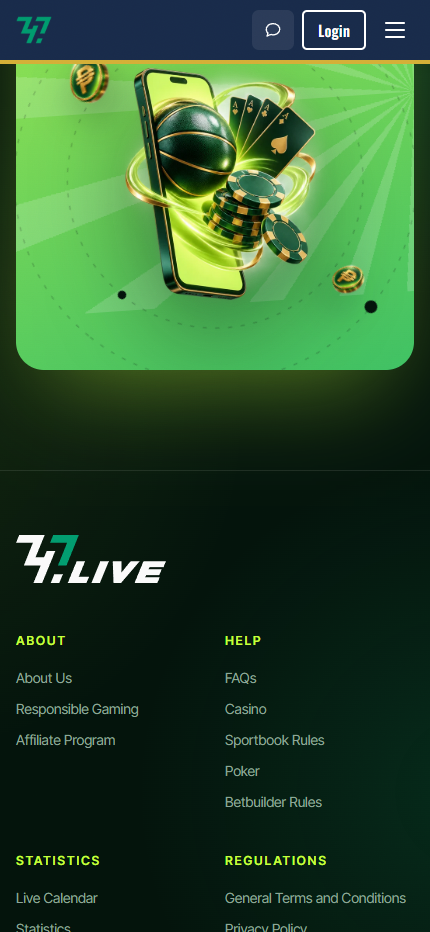 747
Login
A
A
A
A
747.LIVE
ABOUT
HELP
About Us
FAQs
Responsible Gaming
Casino
Affiliate Program
Sportbook Rules
Poker
Betbuilder Rules
STATISTICS
REGULATIONS
Live Calendar
General Terms and Conditions
Statistics
Privacy Policy